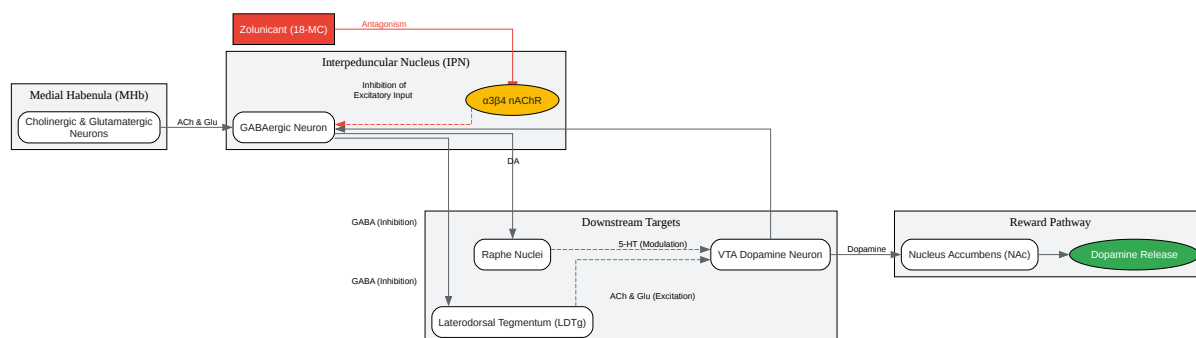 Zolunicant (18-MC)
Antagonism
Interpeduncular Nucleus (IPN)
Inhibition of
Excitatory Input
α3β4 nAChR
Medial Habenula (MHb)
Cholinergic & Glutamatergic
Neurons
ACh & Glu
GABAergic Neuron
DA
GABA (Inhibition)
Downstream Targets
Reward Pathway
Raphe Nuclei
5-HT (Modulation)
VTA Dopamine Neuron
Dopamine
Nucleus Accumbens (NAc)
Dopamine Release
GABA (Inhibition)
ACh & Glu (Excitation)
Laterodorsal Tegmentum (LDTg)